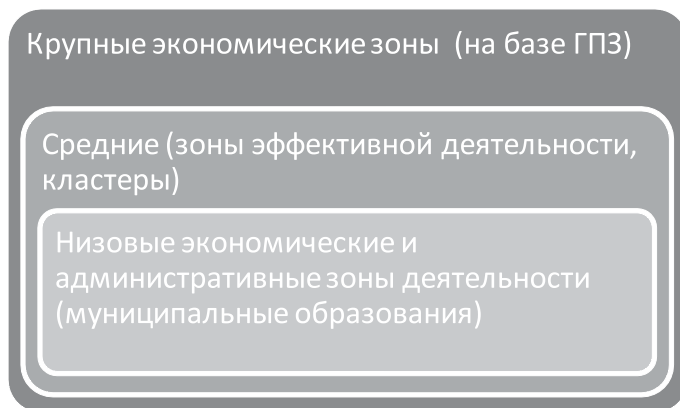 Крупные экономические зоны (на базе ГПЗ)
Средние (зоны эффективной деятельности,
кластеры)
Низовые экономические и
административные зоны деятельности
(муниципальные образования)